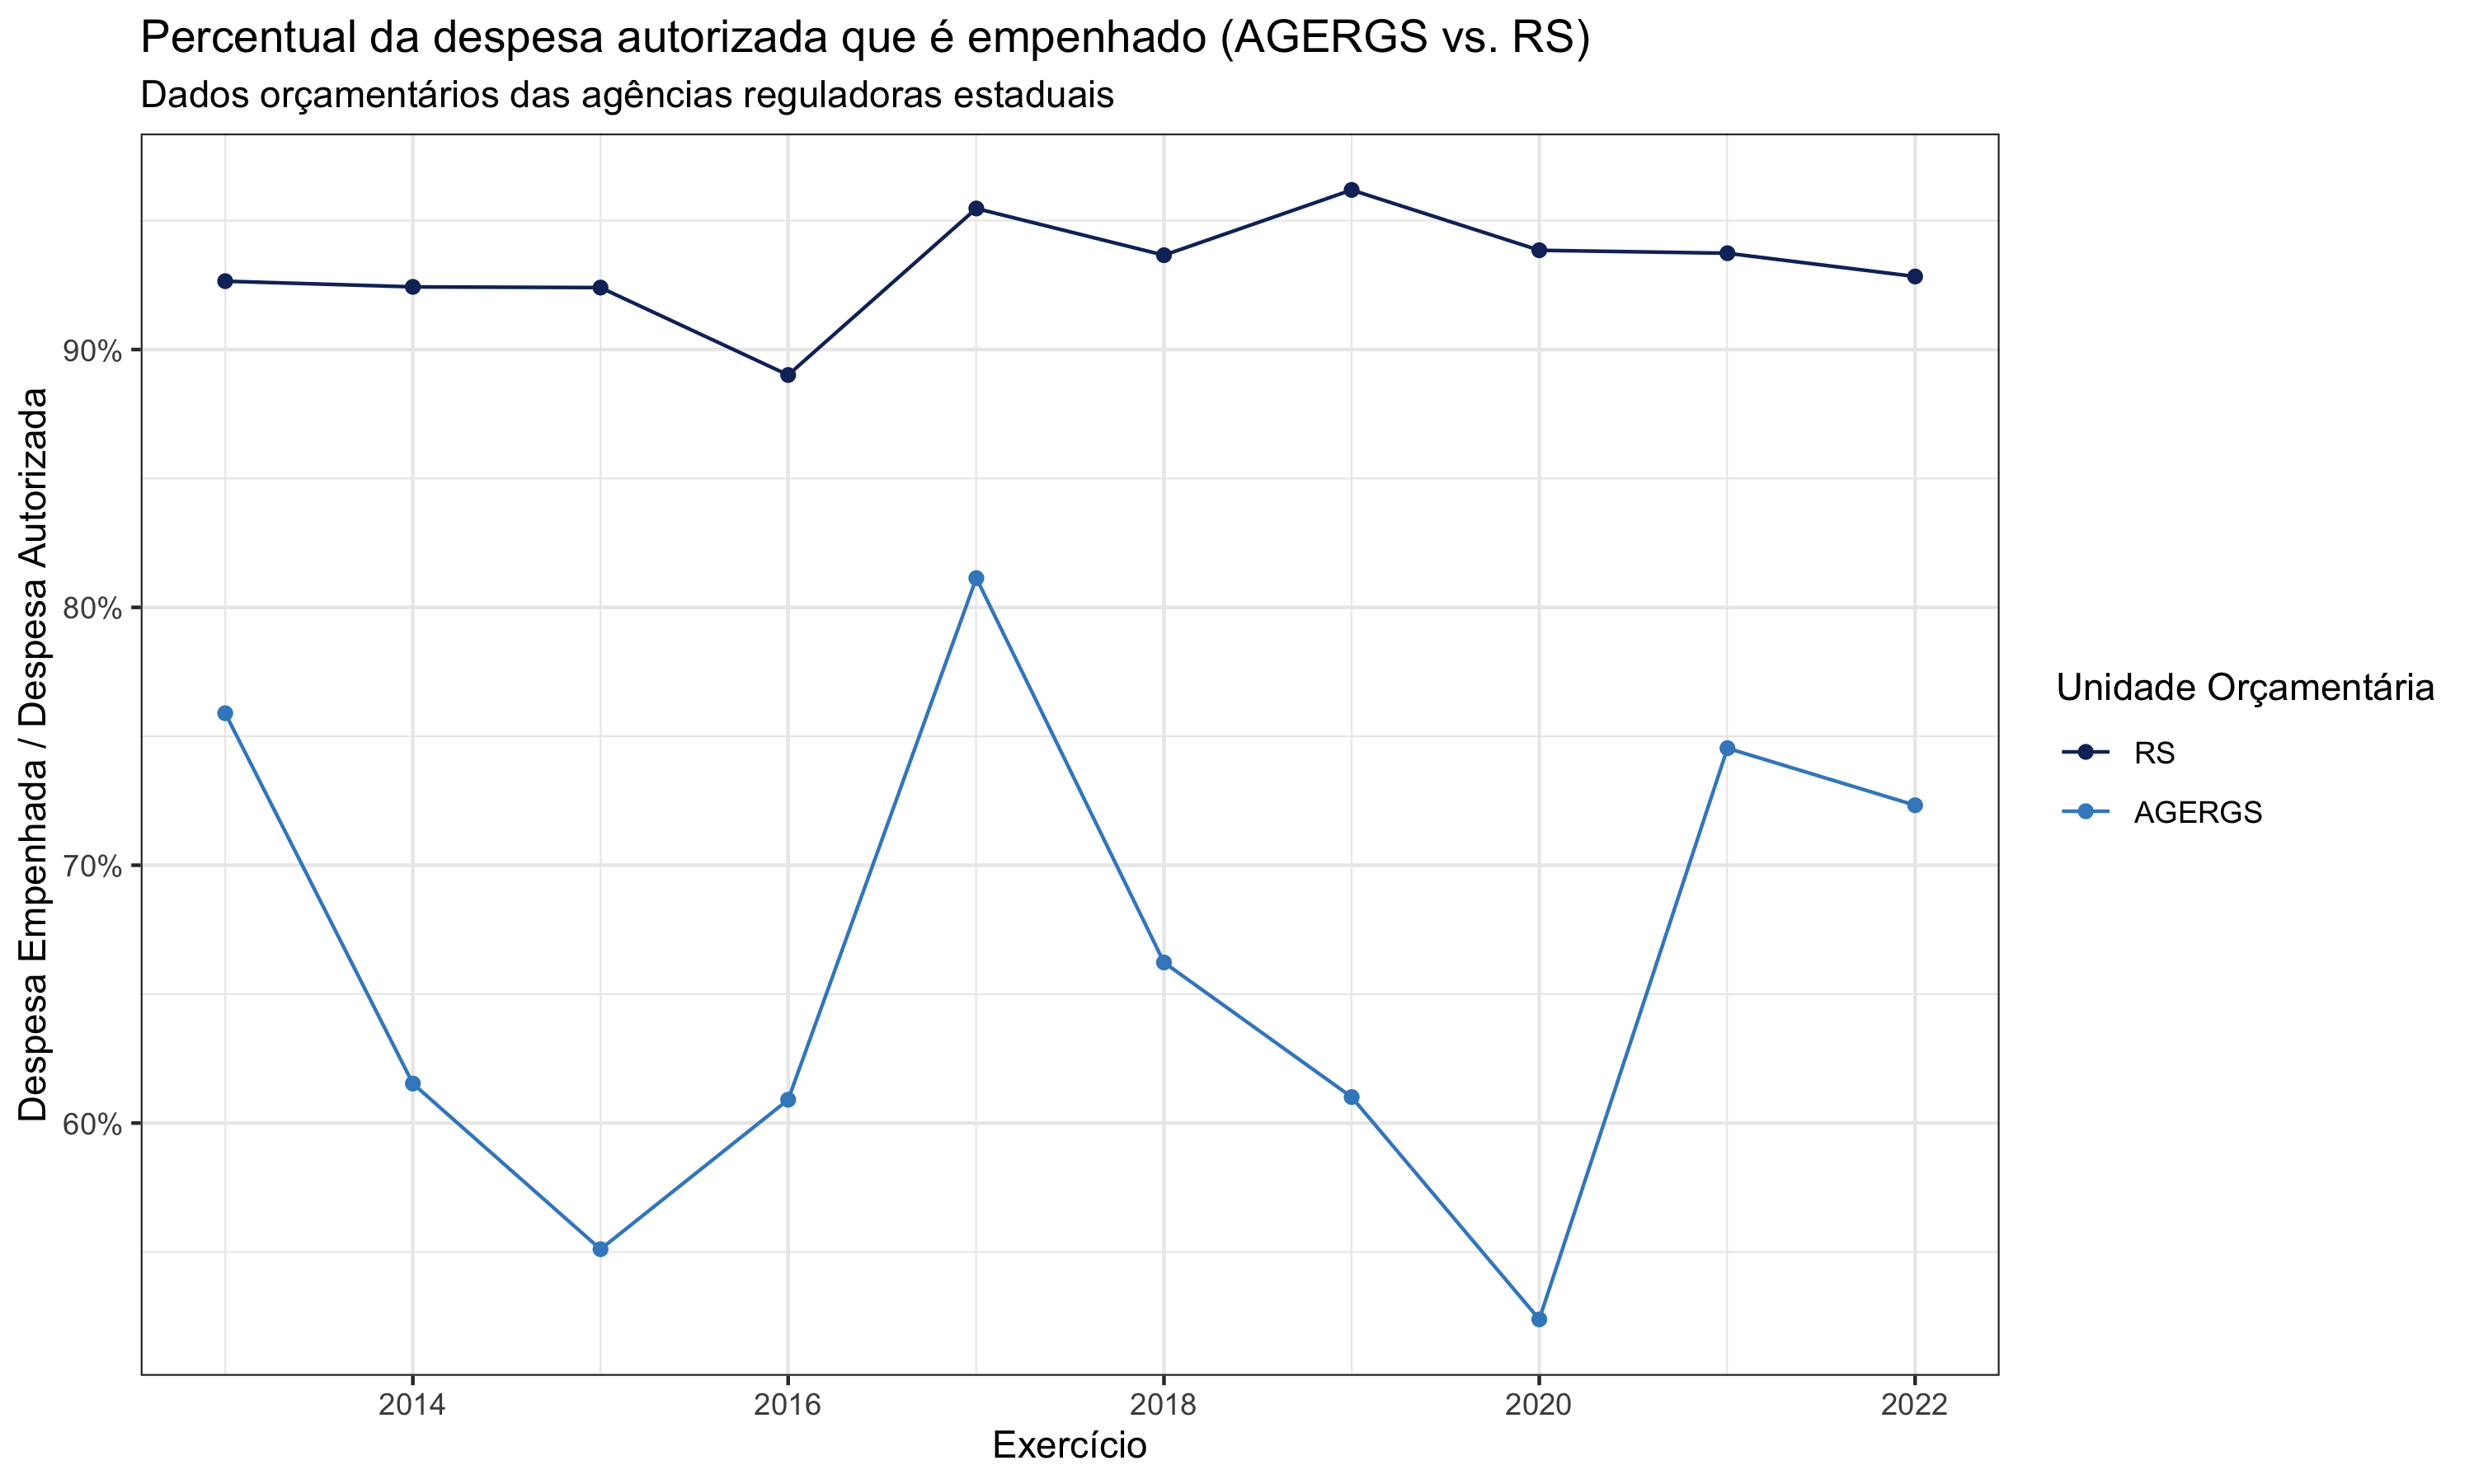 Percentual da despesa autorizada que é empenhado (AGERGS vs. RS)
Dados orçamentários das agências reguladoras estaduais
Despesa Empenhada / Despesa Autorizada
90%
80%
70%
60%
2014
2016
2018
2020
2022
Exercício
Unidade Orçamentária
RS
AGERGS